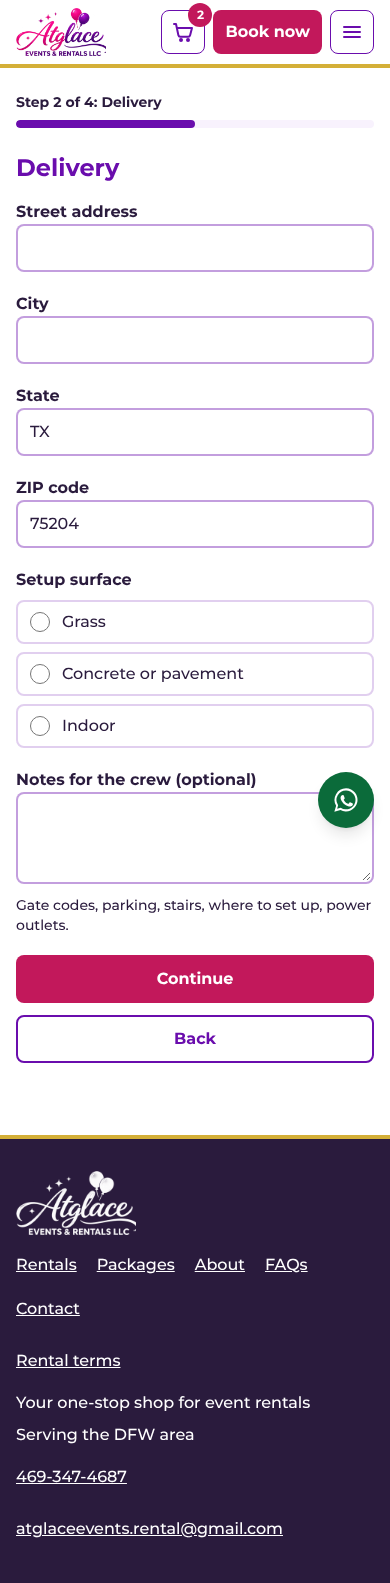 Atglace
EVENTS & RENTALS LLC
2
Book now
Step 2 of 4: Delivery
Delivery
Street address
City
State
TX
ZIP code
75204
Setup surface
Grass
Concrete or pavement
Indoor
Notes for the crew (optional)
Gate codes, parking, stairs, where to set up, power
outlets.
Continue
Back
Atglace
EVENTS & RENTALS LLC
Rentals Packages About FAQs
Contact
Rental terms
Your one-stop shop for event rentals
Serving the DFW area
469-347-4687
atglaceevents.rental@gmail.com